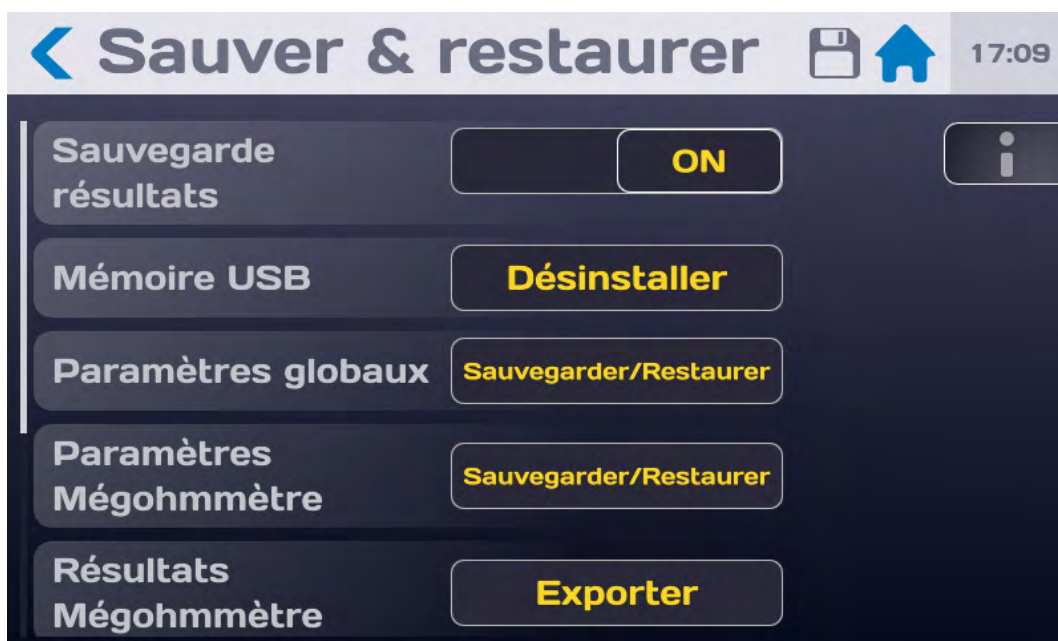 Sauver & restaurer
17:09
Sauvegarde
résultats
ON
Mémoire USB
Désinstaller
Paramètres globaux
Sauvegarder/Restaurer
Paramètres
Mégohmmètre
Sauvegarder/Restaurer
Résultats
Mégohmmètre
Exporter